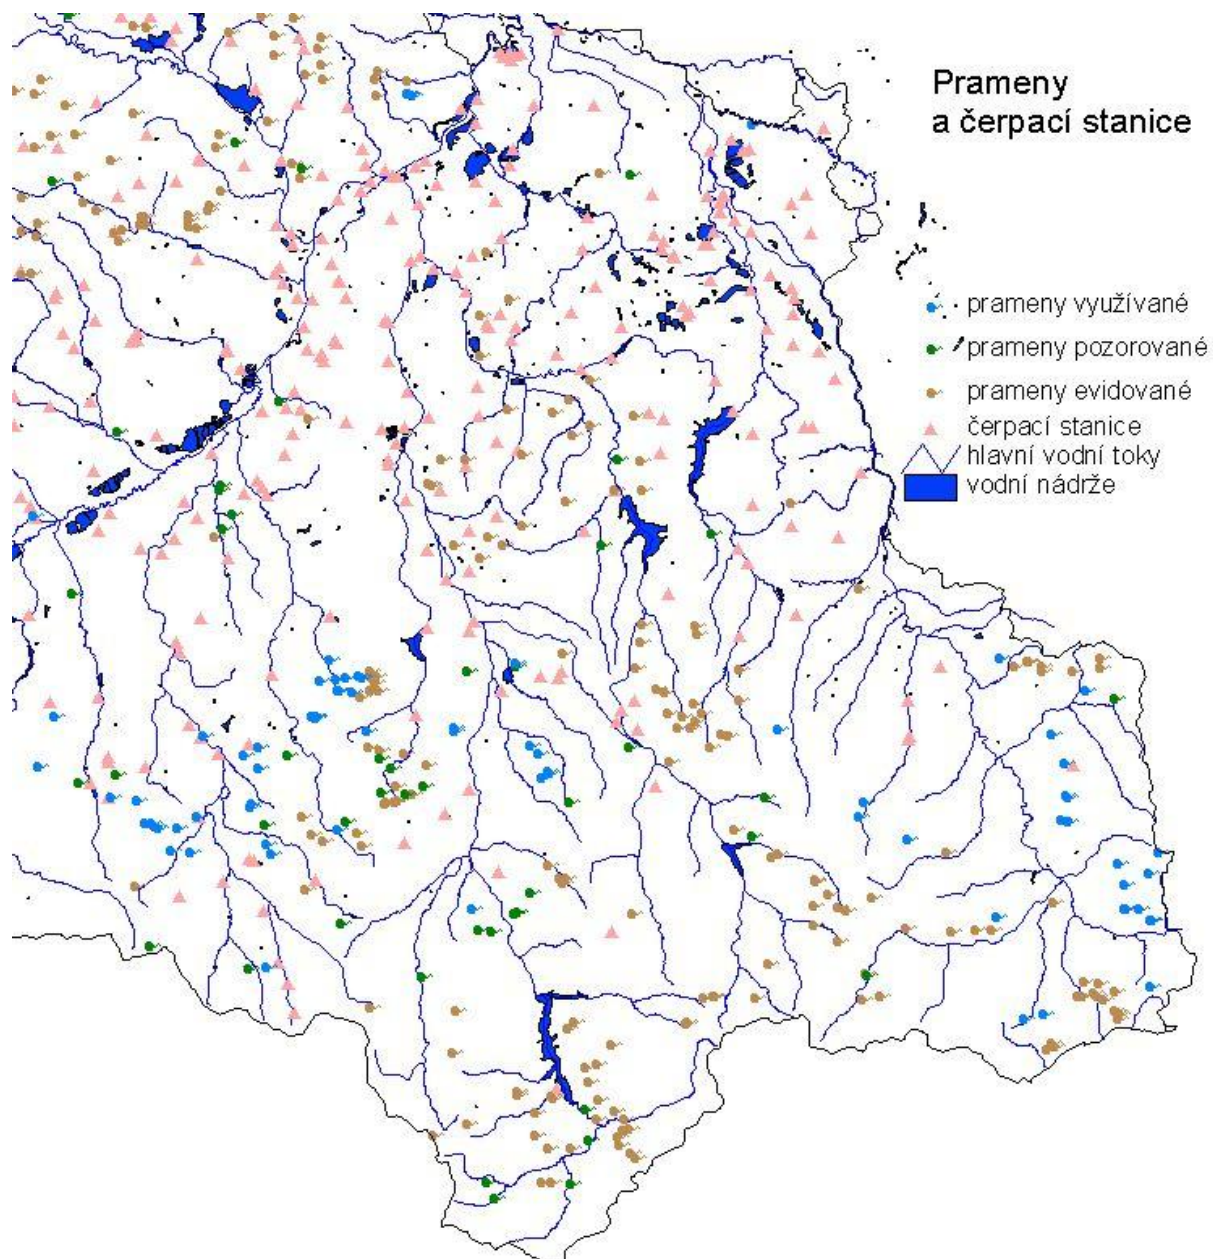 Prameny
a čerpací stanice
prameny využívané
prameny pozorované
prameny evidované
čerpací stanice
hlavní vodní toky
vodní nádrže